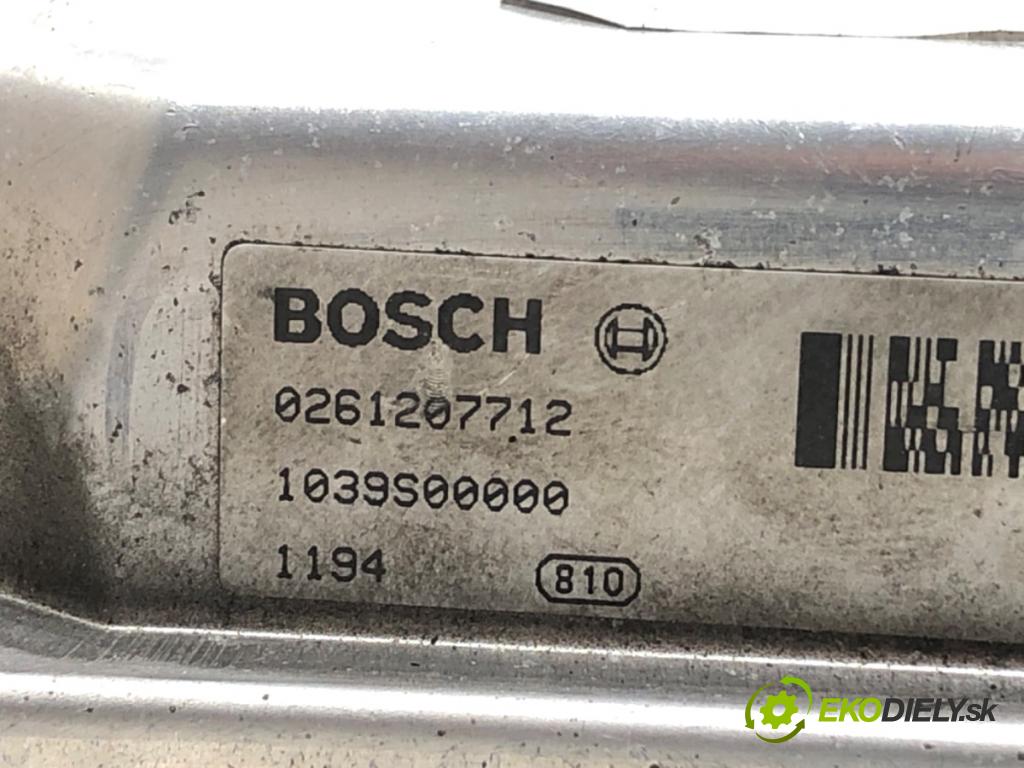 BOSCH
0261207712
1039S00000
1194 810
EKODIELY.sk